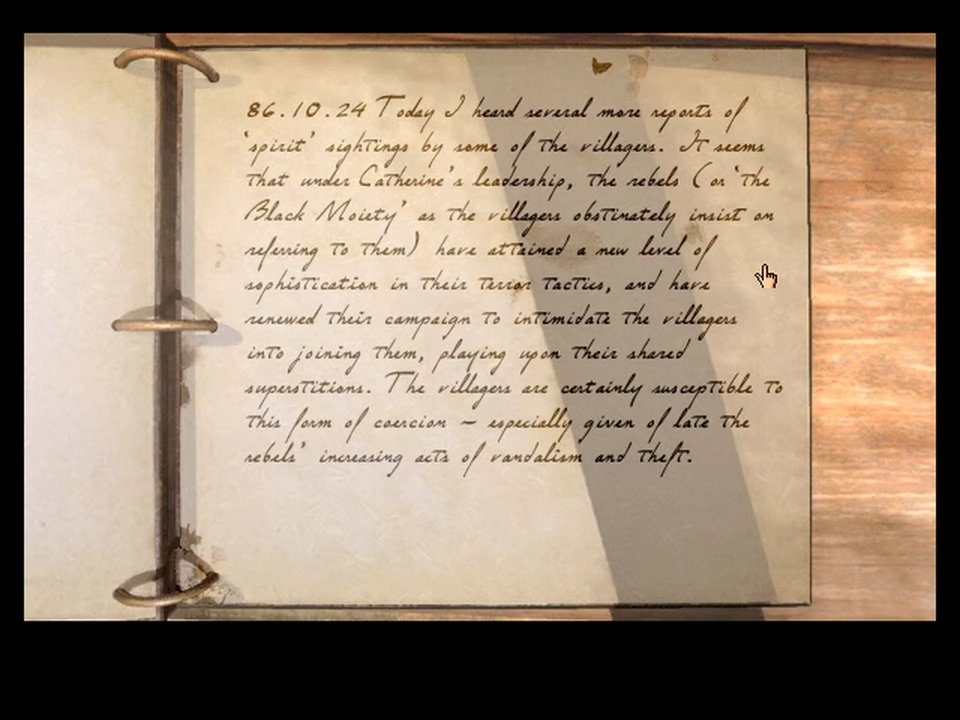 86.10.24 Today I heard several more reports of
'spirit' sightings by some of the villagers. It seems
that under Catherine's leadership, the rebels (or 'the
Black Moiety' as the villagers obstinately insist on
referring to them) have attained a new level of
sophistication in their terror tactics, and have
renewed their campaign to intimidate the villagers
into joining them, playing upon their shared
superstitions. The villagers are certainly susceptible to
this form of coercion – especially given of late the
rebels' increasing acts of vandalism and theft.